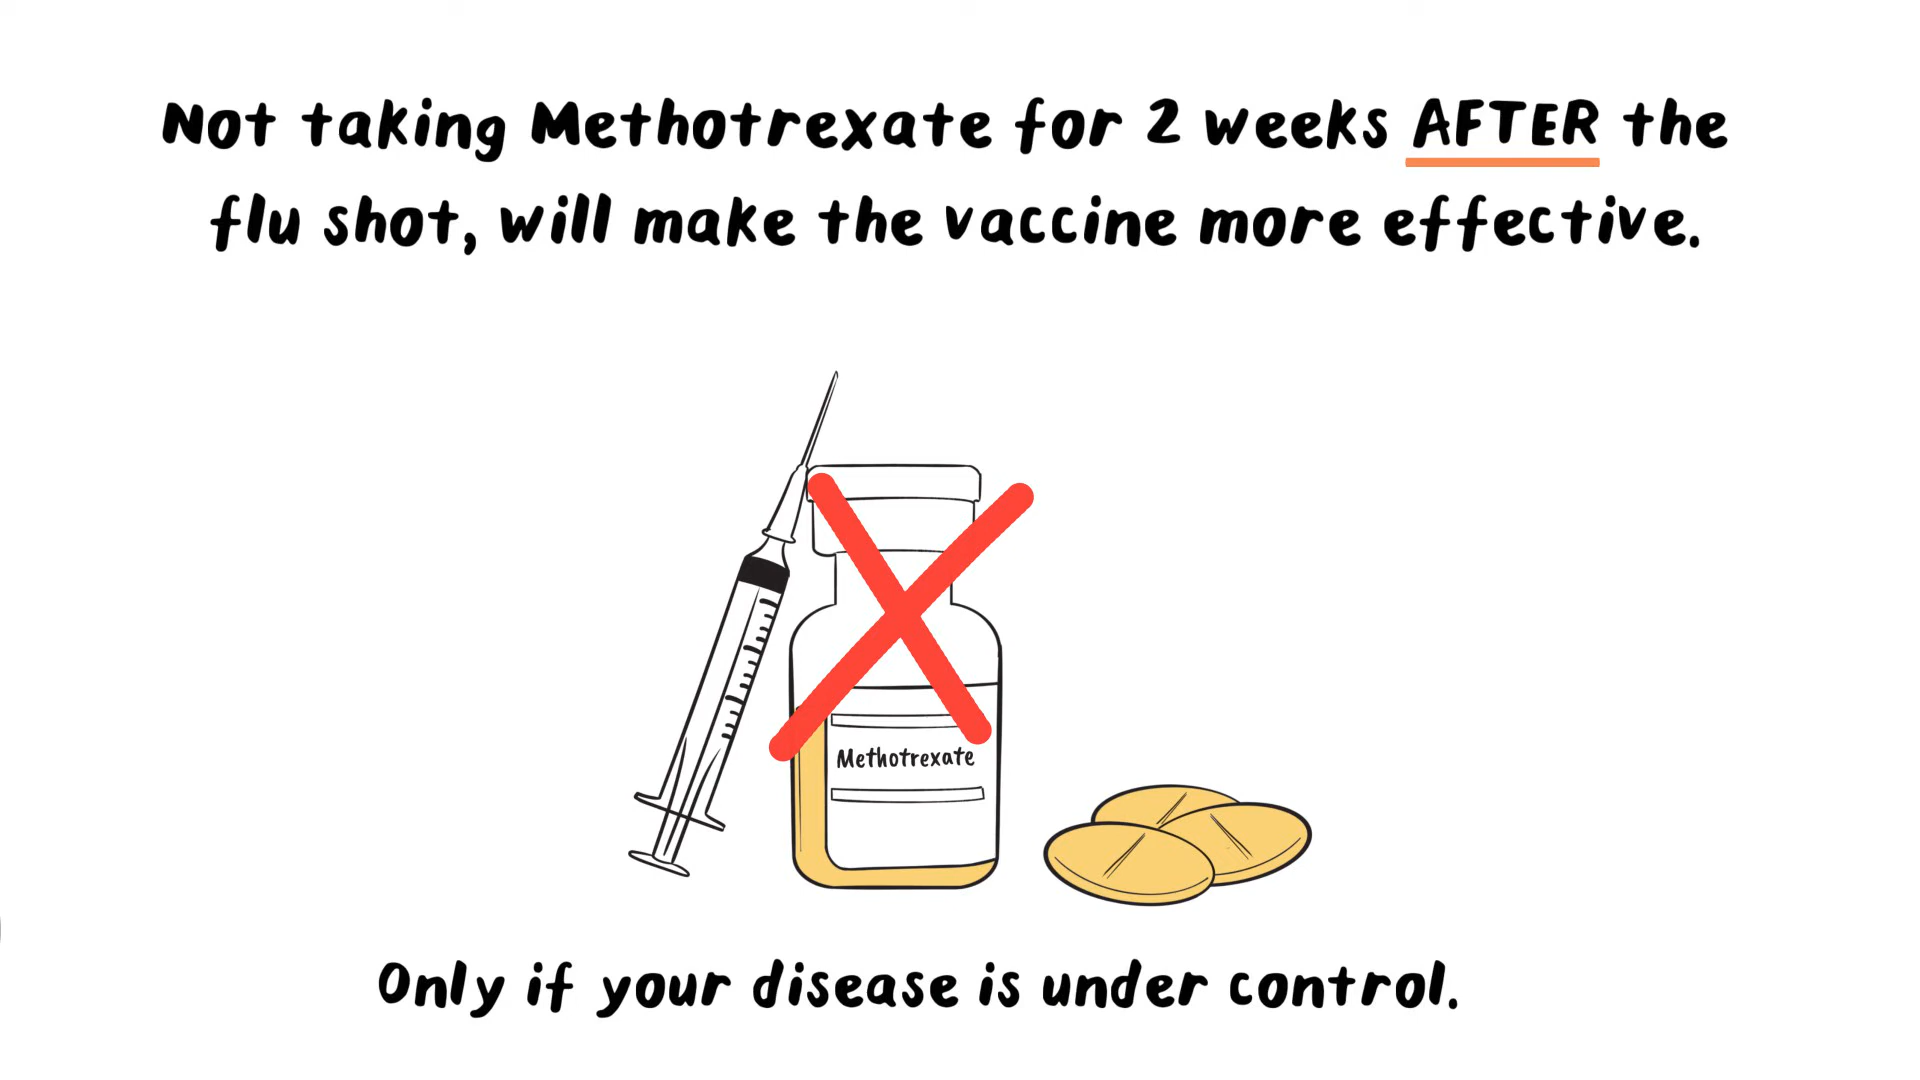 Not taking Methotrexate for 2 weeks AFTER the
flu shot, will make the vaccine more effective.
Methotrexate
Only if your disease is under control.